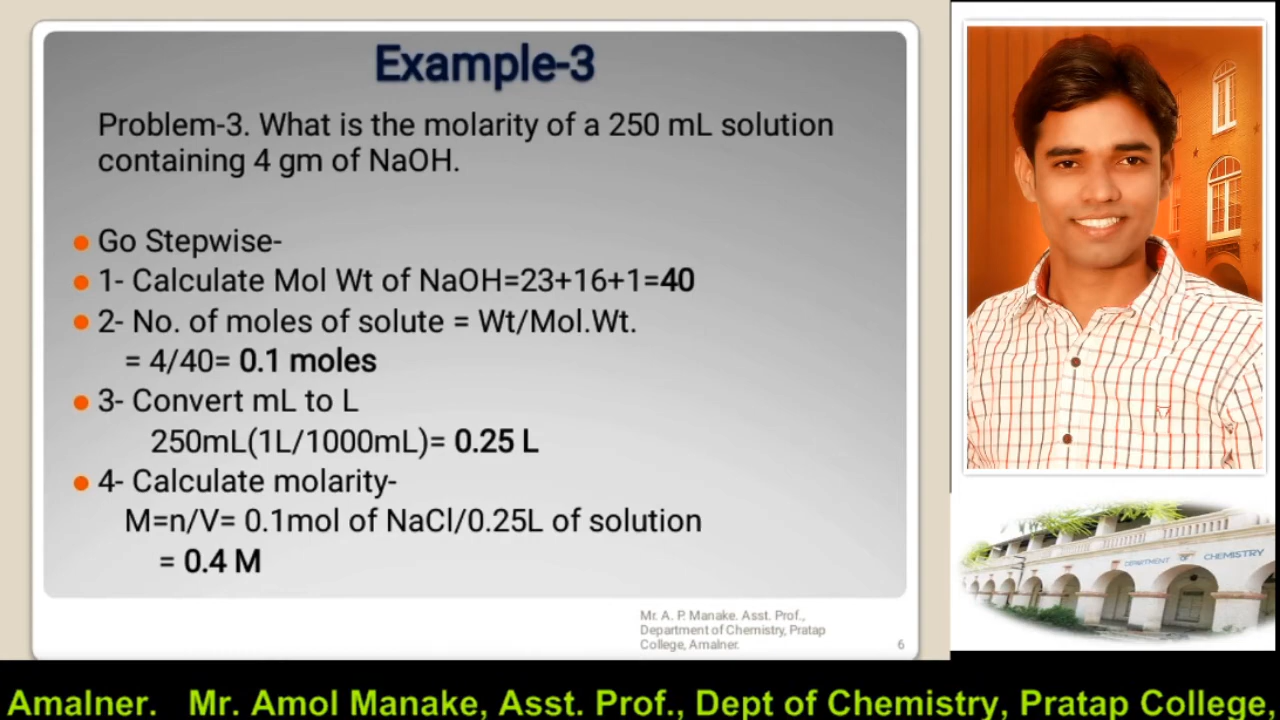 Example-3
Problem-3. What is the molarity of a 250 mL solution
containing 4 gm of NaOH.
Go Stepwise-
1- Calculate Mol Wt of NaOH=23+16+1=40
2- No. of moles of solute = Wt/Mol.Wt.
= 4/40= 0.1 moles
3- Convert mL to L
250mL(1L/1000mL)= 0.25 L
4- Calculate molarity-
M=n/V= 0.1mol of NaCl/0.25L of solution
= 0.4 M
Mr. A. P. Manake. Asst. Prof.,
Department of Chemistry, Pratap
College, Amalner.
6
DEPARTMENT OF CHEMISTRY
Amalner. Mr. Amol Manake, Asst. Prof., Dept of Chemistry, Pratap College,